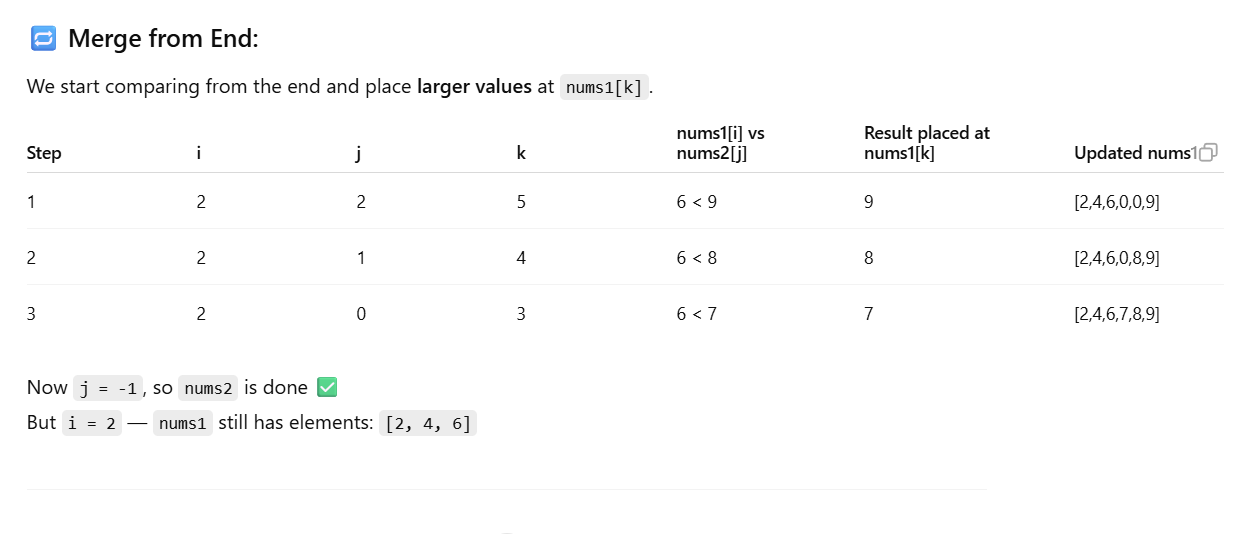 🔁 Merge from End:
We start comparing from the end and place larger values at nums1[k].
Step i j k nums1[i] vs nums2[j] Result placed at nums1[k] Updated nums1
1 2 2 5 6 < 9 9 [2,4,6,0,0,9]
2 2 1 4 6 < 8 8 [2,4,6,0,8,9]
3 2 0 3 6 < 7 7 [2,4,6,7,8,9]
Now j = -1, so nums2 is done ✅
But i = 2 — nums1 still has elements: [2, 4, 6]